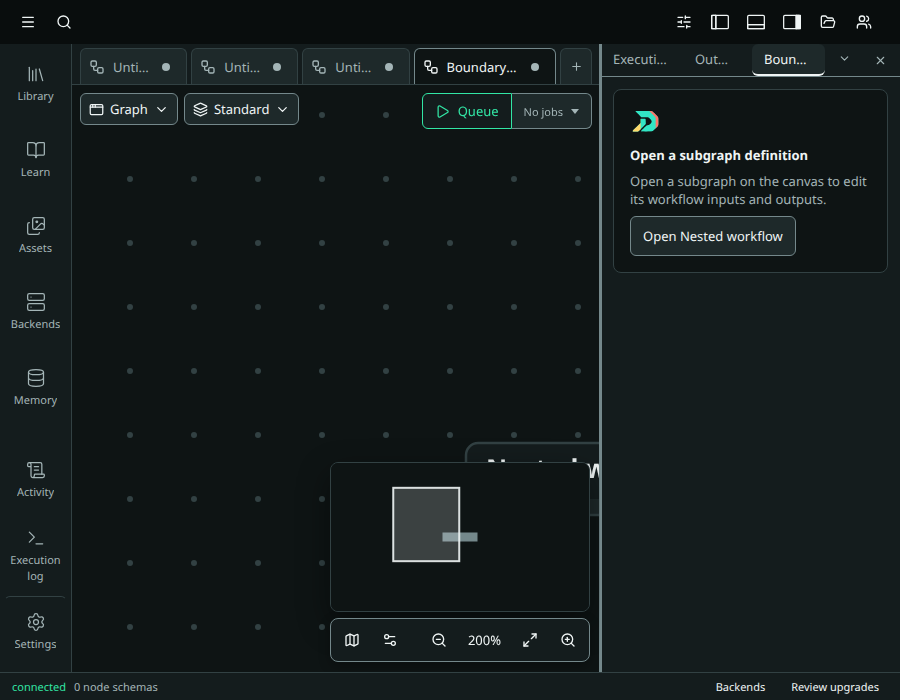 Executi...
Out...
Boun...
Library
Learn
Assets
Backends
Memory
Activity
Execution
log
Settings
Unti...
Unti...
Unti...
Boundary...
Graph
Standard
Queue
No jobs
200%
Open a subgraph definition
Open a subgraph on the canvas to edit
its workflow inputs and outputs.
Open Nested workflow
connected
0 node schemas
Backends
Review upgrades